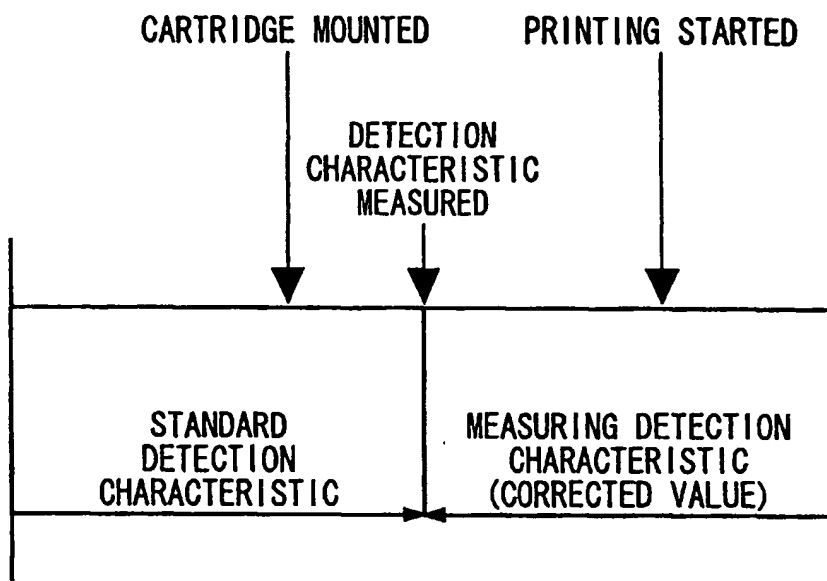 CARTRIDGE MOUNTED
PRINTING STARTED
DETECTION
CHARACTERISTIC
MEASURED
STANDARD
DETECTION
CHARACTERISTIC
MEASURING DETECTION
CHARACTERISTIC
(CORRECTED VALUE)